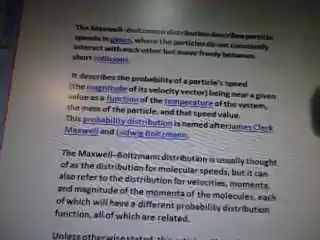 The Maxwell–Boltzmann distribution describes particle
speeds in gases, where the particles do not constantly
interact with each other but move freely between
short collisions.
It describes the probability of a particle's speed
(the magnitude of its velocity vector) being near a given
value as a function of the temperature of the system,
the mass of the particle, and that speed value.
This probability distribution is named after James Clerk
Maxwell and Ludwig Boltzmann.
The Maxwell–Boltzmann distribution is usually thought
of as the distribution for molecular speeds, but it can
also refer to the distribution for velocities, momenta,
and magnitude of the momenta of the molecules, each
of which will have a different probability distribution
function, all of which are related.
Unless otherwise stated, this